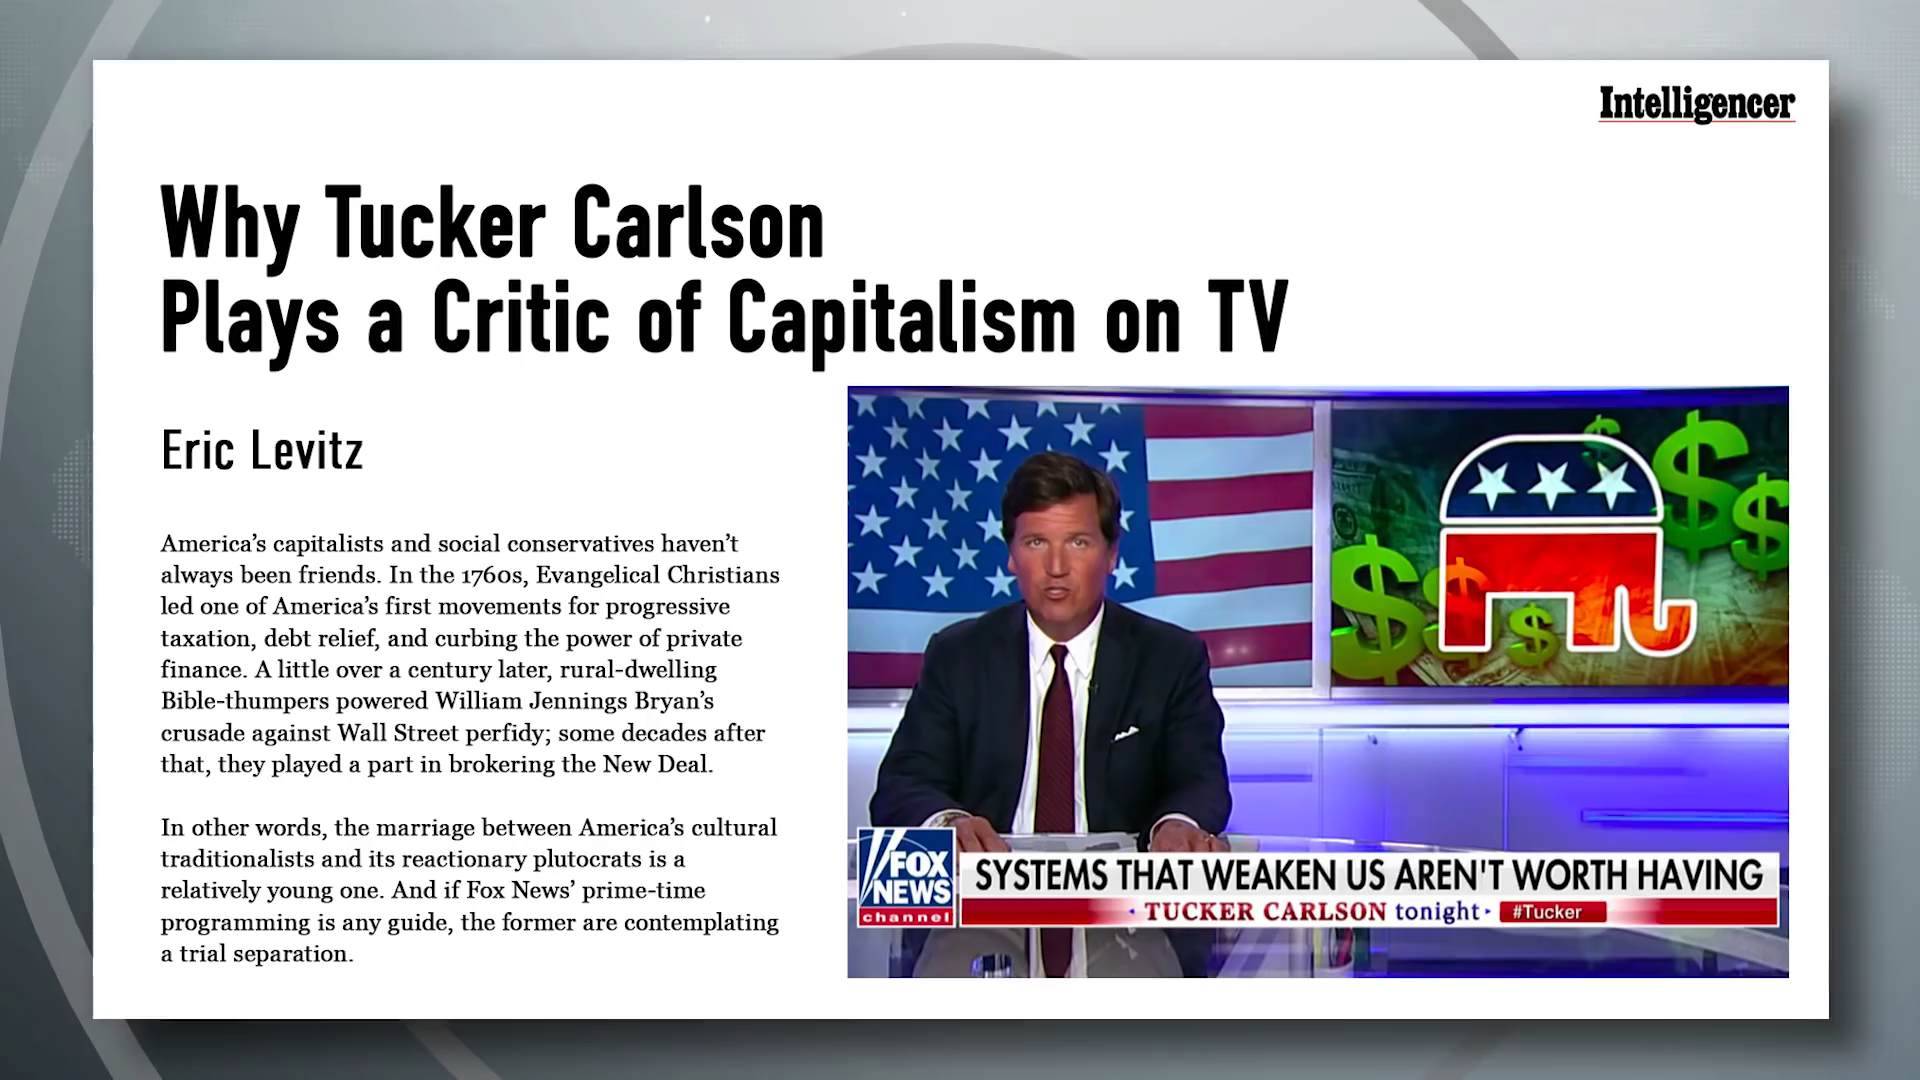 Intelligencer
Why Tucker Carlson
Plays a Critic of Capitalism on TV
Eric Levitz
America’s capitalists and social conservatives haven’t
always been friends. In the 1760s, Evangelical Christians
led one of America’s first movements for progressive
taxation, debt relief, and curbing the power of private
finance. A little over a century later, rural-dwelling
Bible-thumpers powered William Jennings Bryan’s
crusade against Wall Street perfidy; some decades after
that, they played a part in brokering the New Deal.
In other words, the marriage between America’s cultural
traditionalists and its reactionary plutocrats is a
relatively young one. And if Fox News’ prime-time
programming is any guide, the former are contemplating
a trial separation.
FOX
NEWS
channel
SYSTEMS THAT WEAKEN US AREN'T WORTH HAVING
TUCKER CARLSON tonight
#Tucker